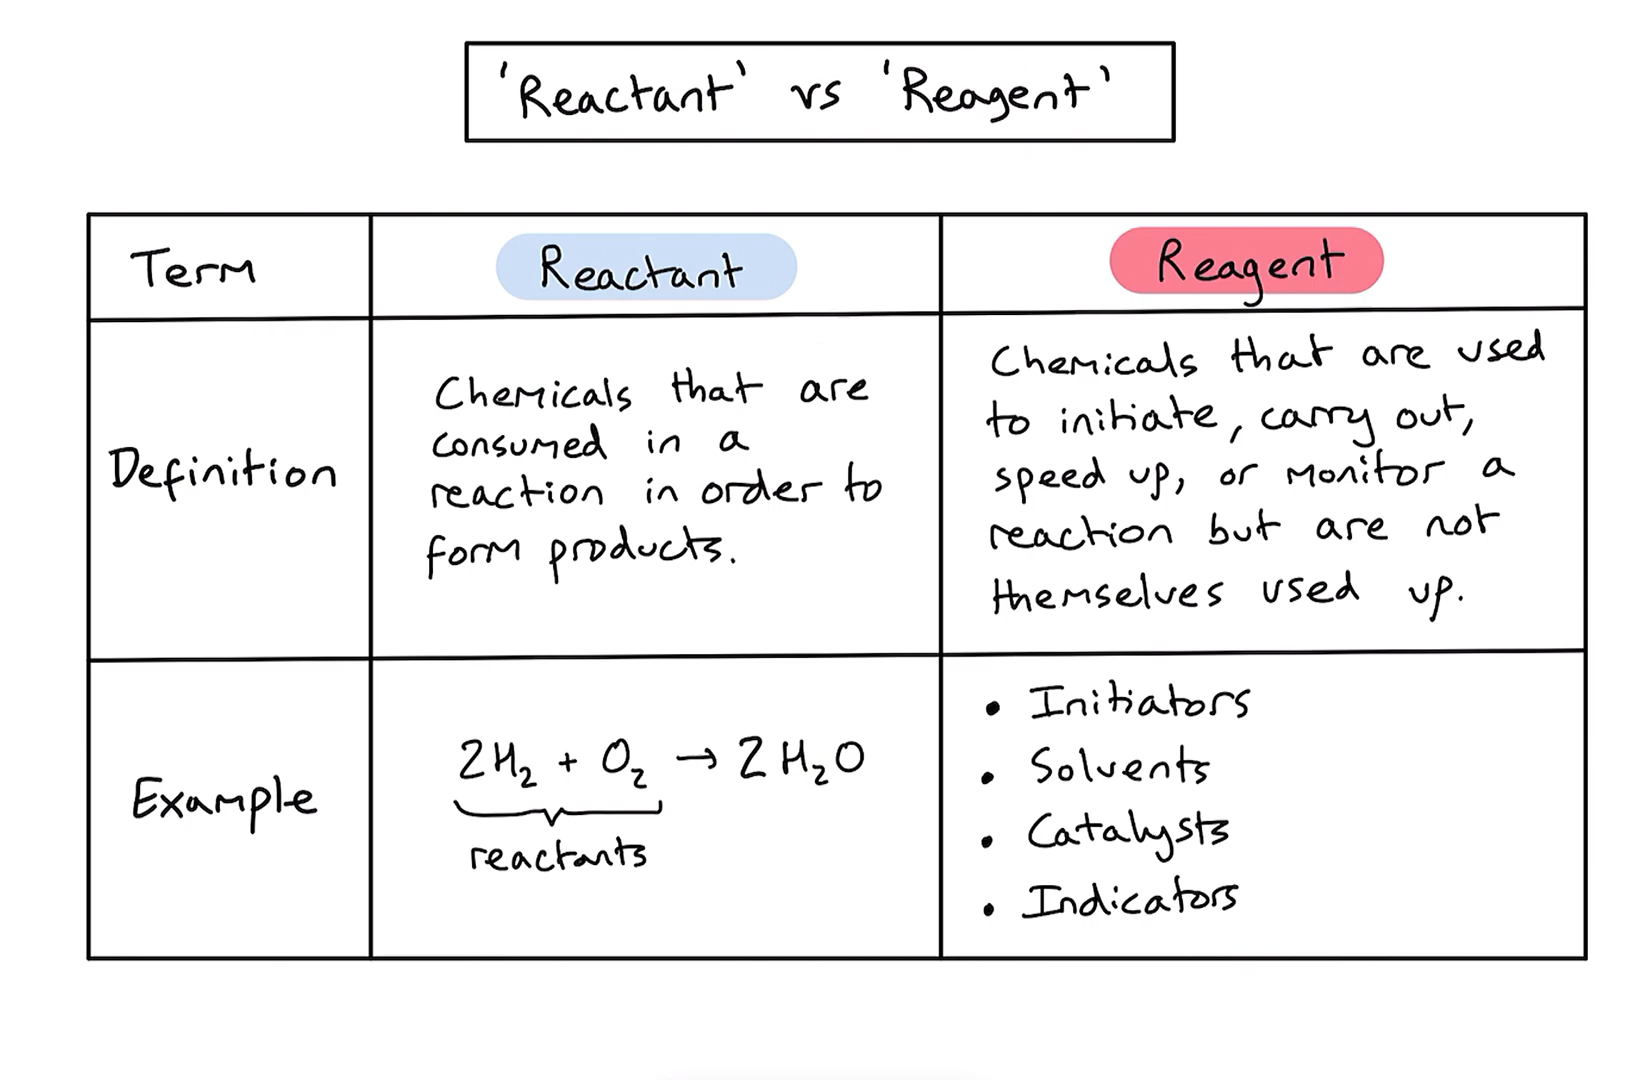 'Reactant' vs 'Reagent'
Term
Reactant
Reagent
Definition
Chemicals that are
consumed in a
reaction in order to
form products.
Chemicals that are used
to initiate, carry out,
speed up, or monitor a
reaction but are not
themselves used up.
Example
2H₂ + O₂ → 2H₂O
reactants
• Initiators
• Solvents
• Catalysts
• Indicators